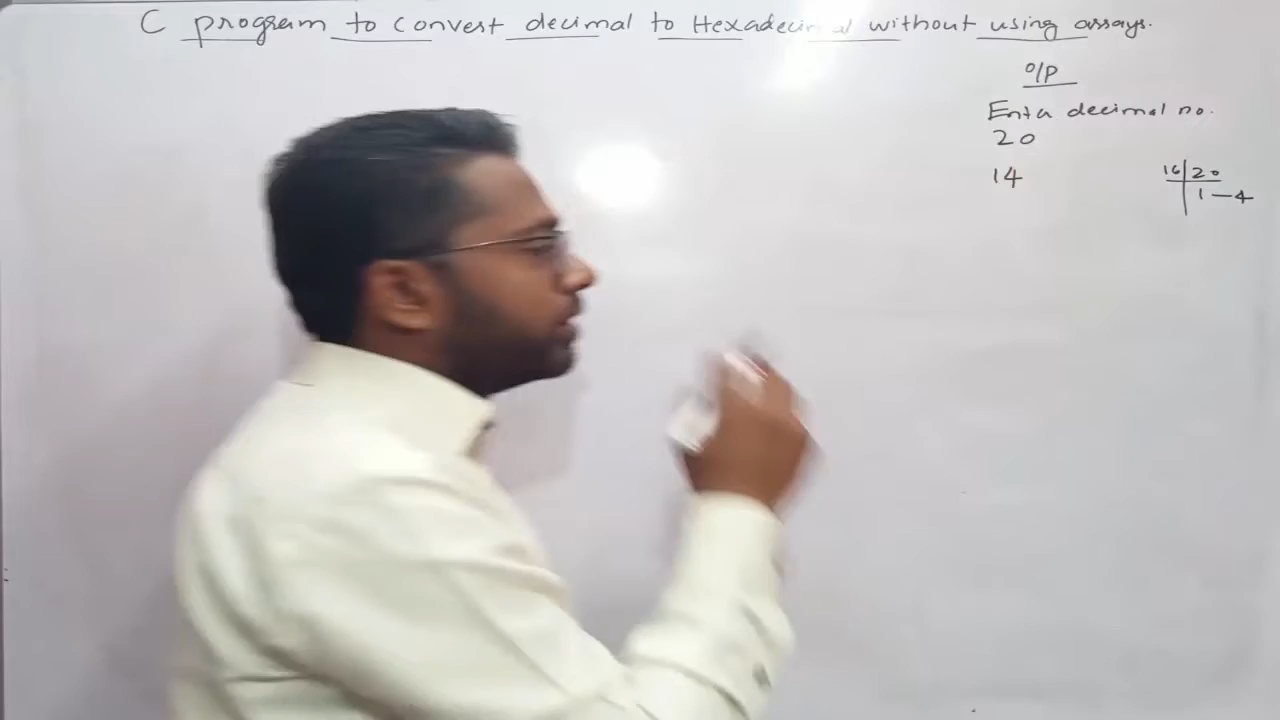 C program to convert decimal to Hexadecimal without using arrays.
O/P
Enter decimal no.
20
14
16 20
1 — 4